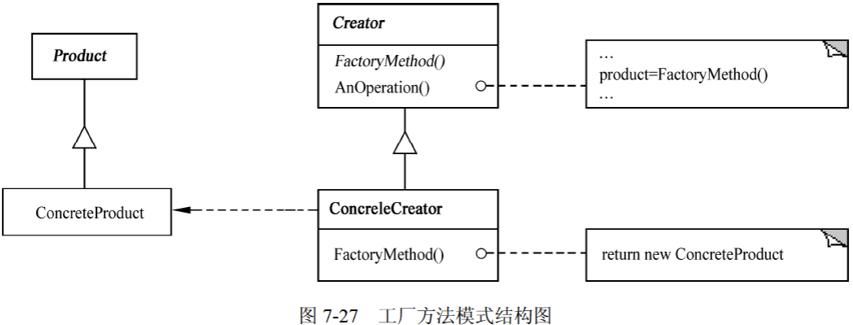 Creator
Product
FactoryMethod()
AnOperation()
…
product=FactoryMethod()
…
ConcreteProduct
ConcreleCreator
FactoryMethod()
return new ConcreteProduct
图 7-27 工厂方法模式结构图